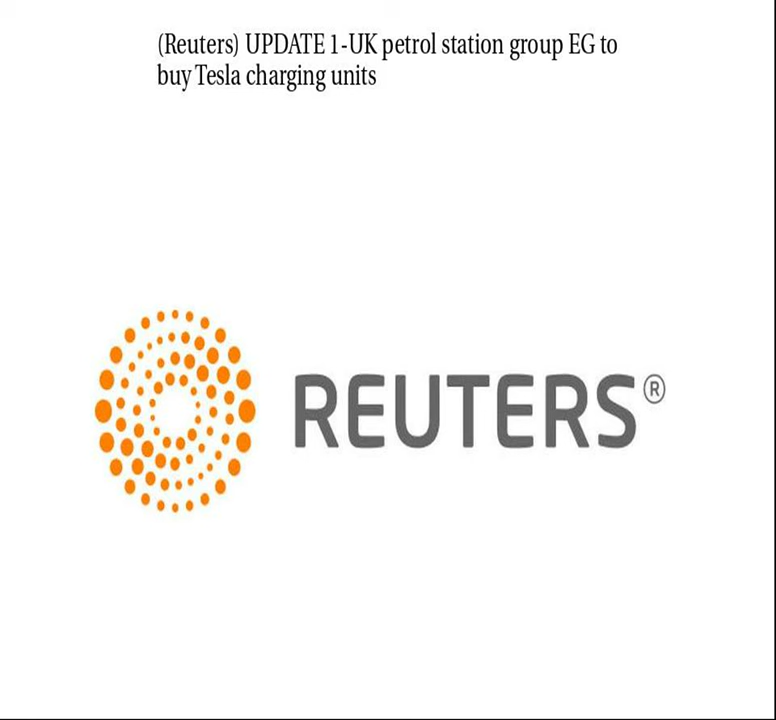 (Reuters) UPDATE 1-UK petrol station group EG to
buy Tesla charging units
REUTERS®